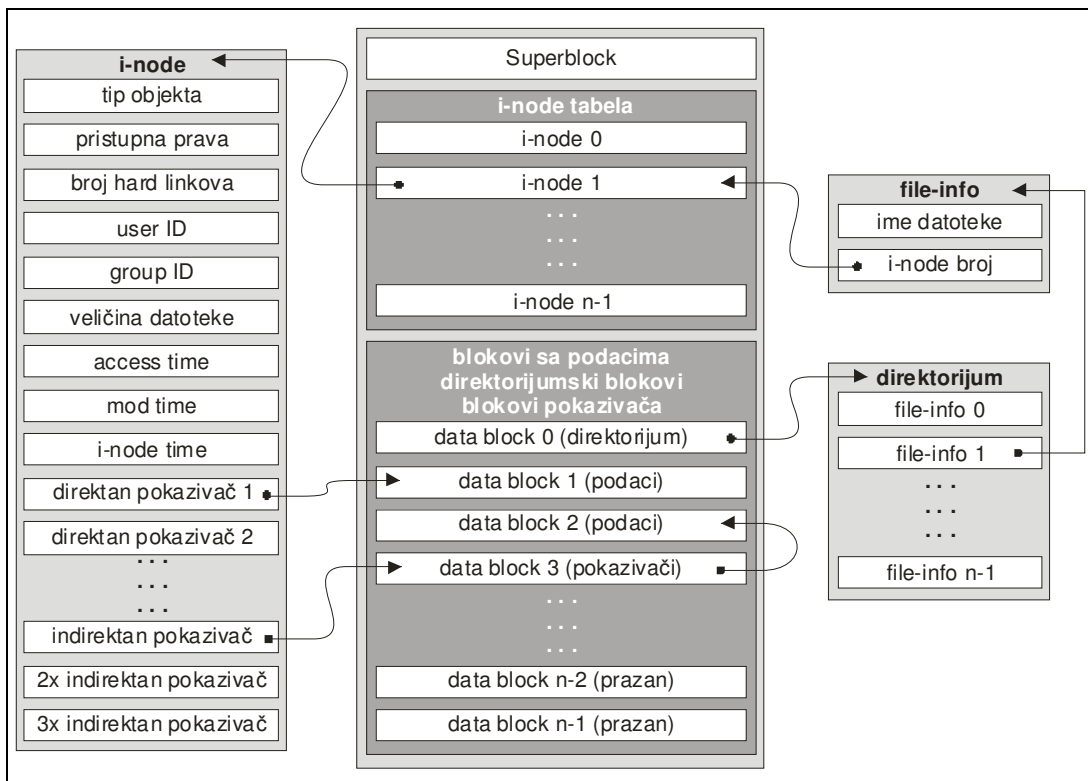 i-node
tip objekta
pristupna prava
broj hard linkova
user ID
group ID
veličina datoteke
access time
mod time
i-node time
direktan pokazivač 1
direktan pokazivač 2
. . .
. . .
. . .
indirektan pokazivač
2x indirektan pokazivač
3x indirektan pokazivač
Superblock
i-node tabela
i-node 0
i-node 1
. . .
. . .
. . .
i-node n-1
blokovi sa podacima
direktorijumski blokovi
blokovi pokazivača
data block 0 (direktorijum)
data block 1 (podaci)
data block 2 (podaci)
data block 3 (pokazivači)
. . .
. . .
. . .
data block n-2 (prazan)
data block n-1 (prazan)
file-info
ime datoteke
i-node broj
direktorijum
file-info 0
file-info 1
. . .
. . .
. . .
file-info n-1